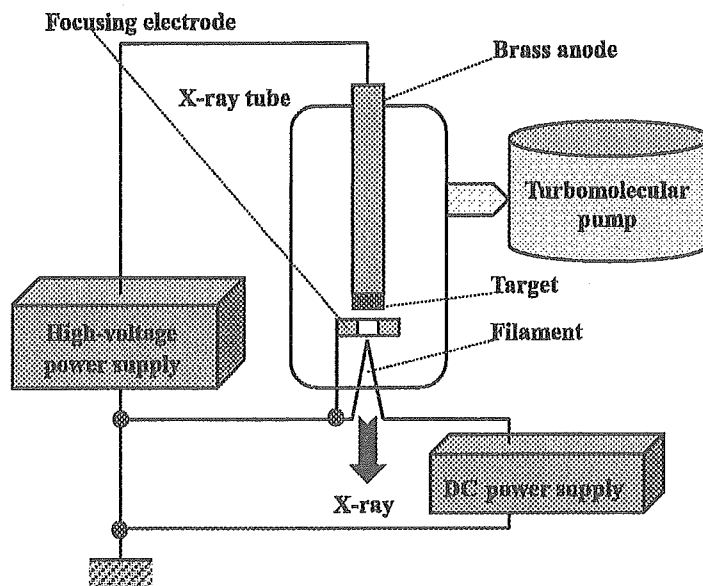 Focusing electrode
Brass anode
X-ray tube
Turbomolecular
pump
Target
High-voltage
power supply
Filament
DC power supply
X-ray